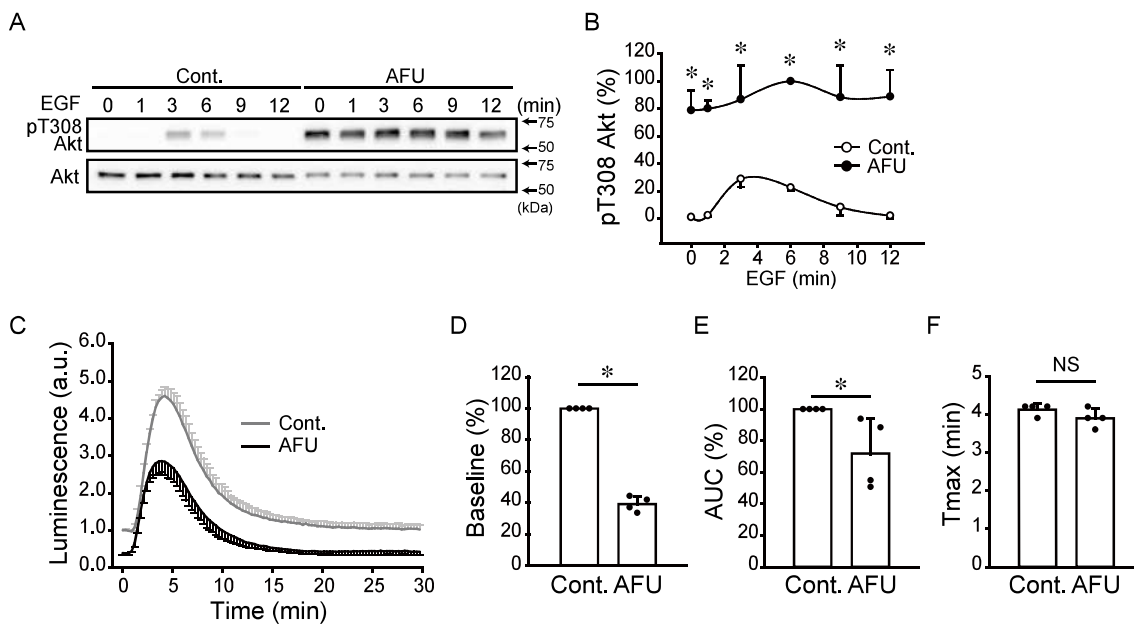 A
Cont. AFU
EGF 0 1 3 6 9 12 0 1 3 6 9 12 (min)
pT308
Akt
←75
←50
Akt
←75
←50
(kDa)
B
pT308 Akt (%)
120
100
80
60
40
20
0
*
*
*
*
*
*
Cont.
AFU
0 2 4 6 8 10 12
EGF (min)
C
Luminescence (a.u.)
6.0
5.0
4.0
3.0
2.0
1.0
0.0
Cont.
AFU
0 5 10 15 20 25 30
Time (min)
D
Baseline (%)
120
100
80
60
40
20
0
*
Cont. AFU
E
AUC (%)
120
100
80
60
40
20
0
*
Cont. AFU
F
Tmax (min)
5
4
3
2
1
0
NS
Cont. AFU